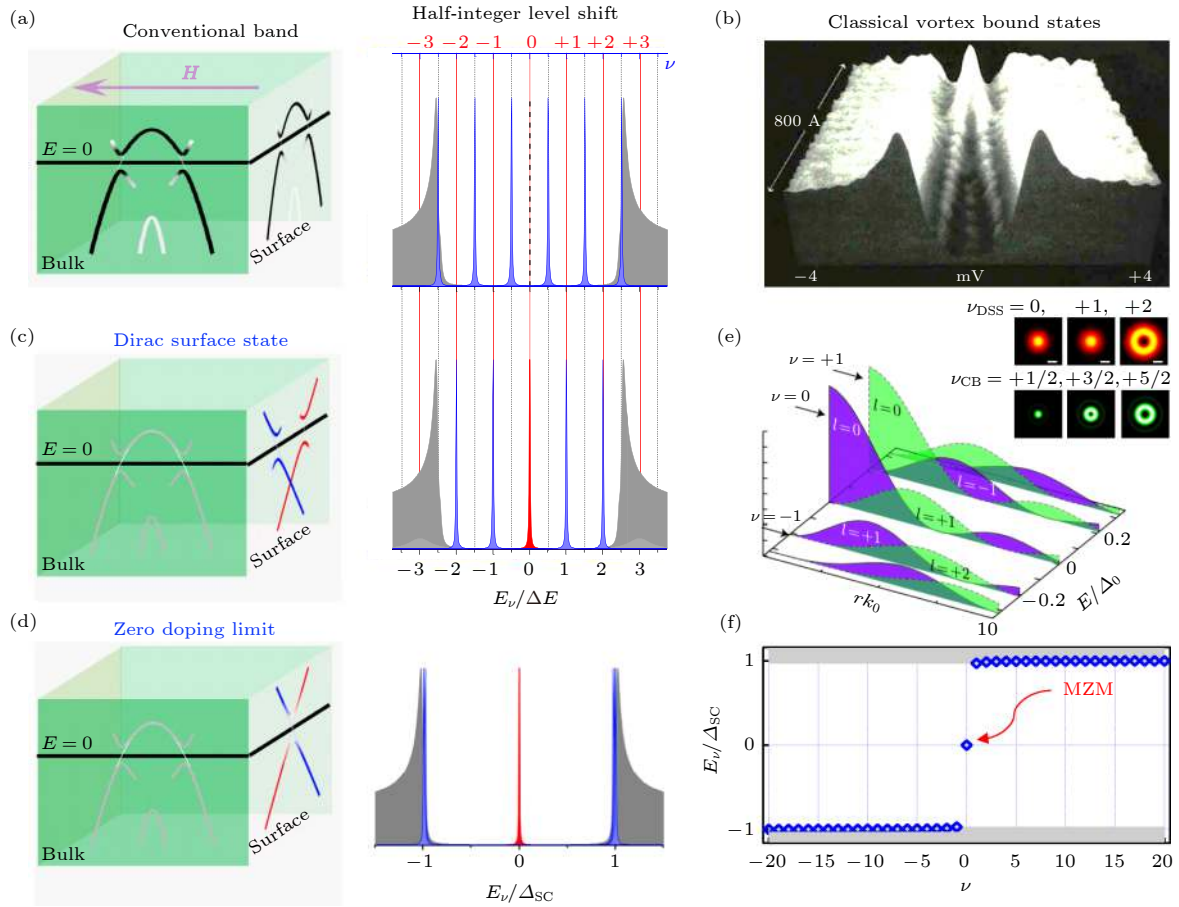 (a)
Conventional band
H
E = 0
Bulk
Surface
Half-integer level shift
−3 −2 −1 0 +1 +2 +3
ν
(b)
Classical vortex bound states
800 A
−4 mV +4
(c)
Dirac surface state
E = 0
Bulk
Surface
−3 −2 −1 0 1 2 3
E_ν/ΔE
(d)
Zero doping limit
E = 0
Bulk
Surface
−1 0 1
E_ν/Δ_SC
ν_DSS = 0, +1, +2
ν_CB = +1/2, +3/2, +5/2
(e)
ν = +1
ν = 0
ν = −1
l = 0
l = 0
l = −1
l = +1
l = +1
l = +2
rk₀
10
−0.2 0 0.2
E/Δ₀
(f)
MZM
1
0
−1
E_ν/Δ_SC
−20 −15 −10 −5 0 5 10 15 20
ν